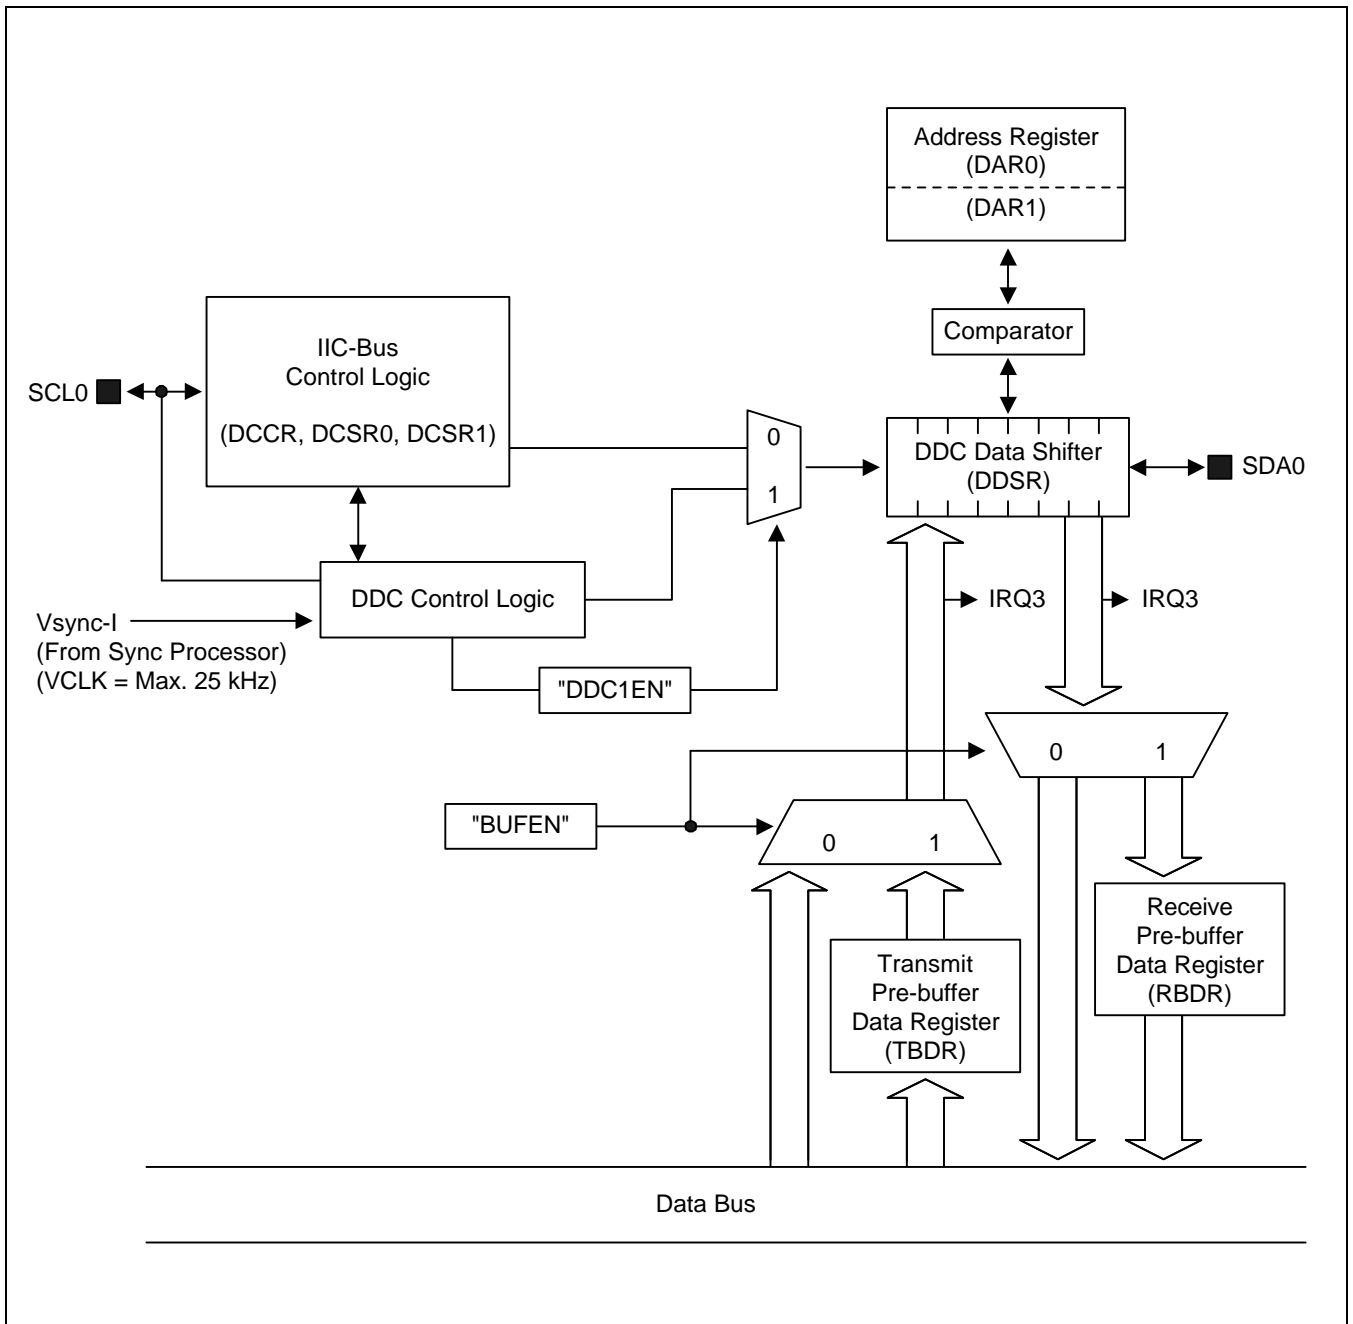 Address Register
(DAR0)
(DAR1)
Comparator
IIC-Bus
Control Logic
(DCCR, DCSR0, DCSR1)
SCL0
0
1
DDC Data Shifter
(DDSR)
SDA0
DDC Control Logic
Vsync-I
(From Sync Processor)
(VCLK = Max. 25 kHz)
"DDC1EN"
IRQ3
IRQ3
0 1
"BUFEN"
0 1
Receive
Pre-buffer
Data Register
(RBDR)
Transmit
Pre-buffer
Data Register
(TBDR)
Data Bus